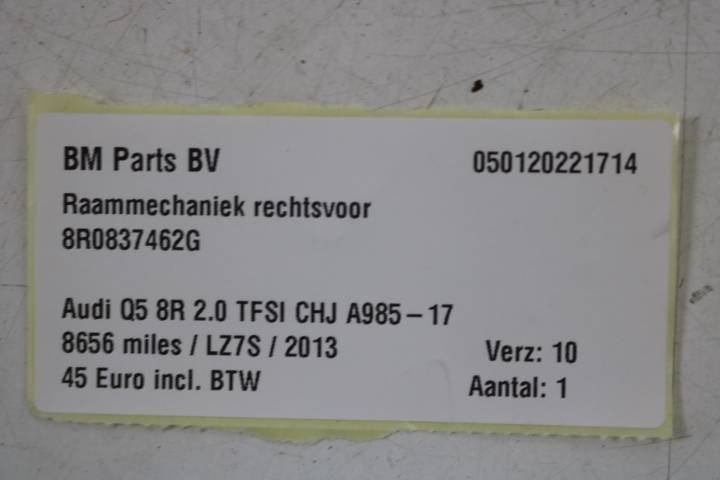 BM Parts BV 050120221714
Raammechaniek rechtsvoor
8R0837462G
Audi Q5 8R 2.0 TFSI CHJ A985-17
8656 miles / LZ7S / 2013 Verz: 10
45 Euro incl. BTW Aantal: 1